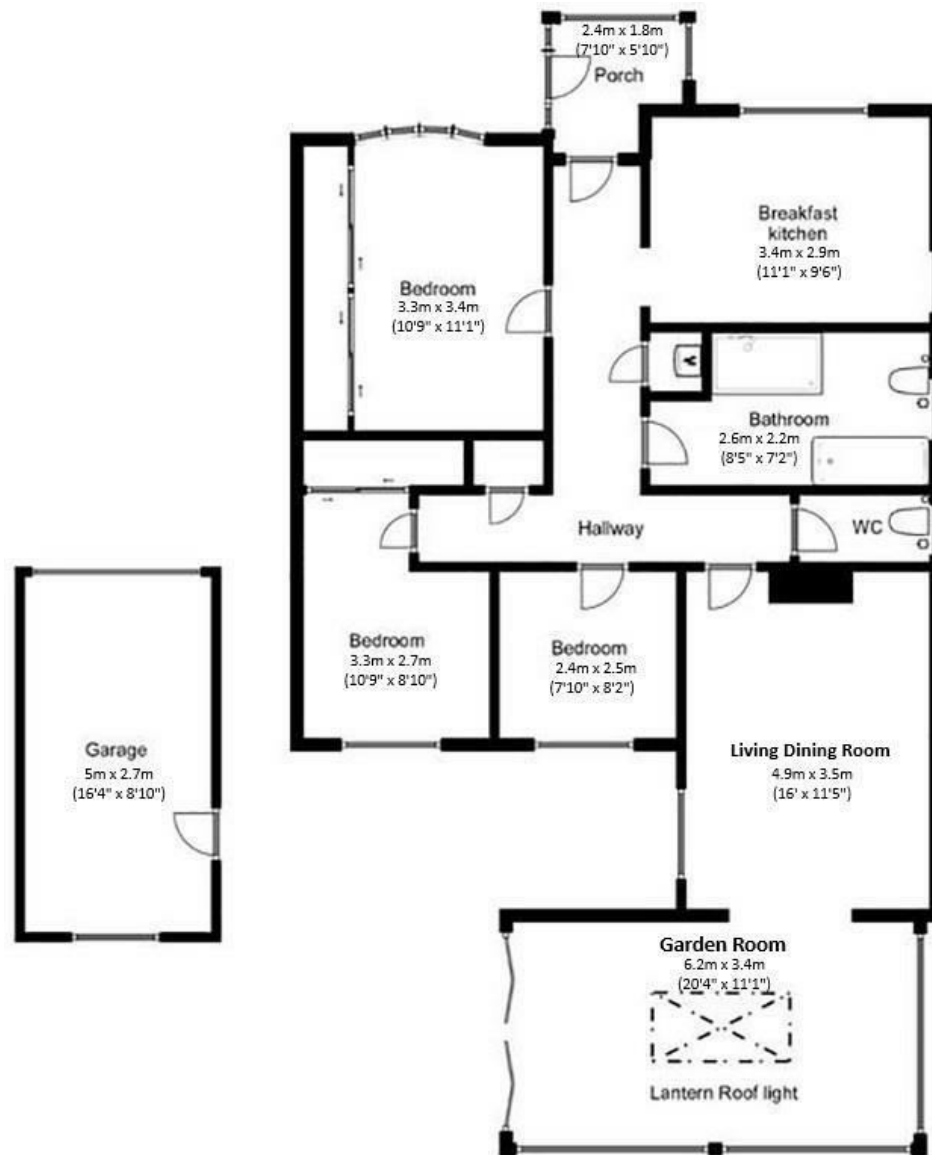 2.4m x 1.8m
(7'10" x 5'10")
Porch
Breakfast
kitchen
3.4m x 2.9m
(11'1" x 9'6")
Bedroom
3.3m x 3.4m
(10'9" x 11'1")
Bathroom
2.6m x 2.2m
(8'5" x 7'2")
Hallway
WC
Bedroom
3.3m x 2.7m
(10'9" x 8'10")
Bedroom
2.4m x 2.5m
(7'10" x 8'2")
Garage
5m x 2.7m
(16'4" x 8'10")
Living Dining Room
4.9m x 3.5m
(16' x 11'5")
Garden Room
6.2m x 3.4m
(20'4" x 11'1")
Lantern Roof light